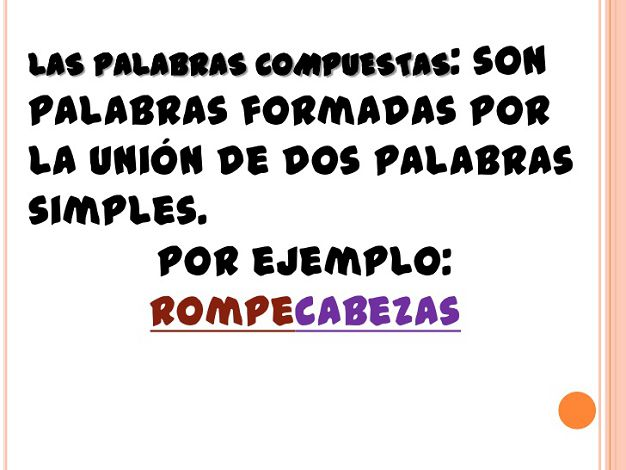 LAS PALABRAS COMPUESTAS: SON
PALABRAS FORMADAS POR
LA UNIÓN DE DOS PALABRAS
SIMPLES.
POR EJEMPLO:
ROMPECABEZAS